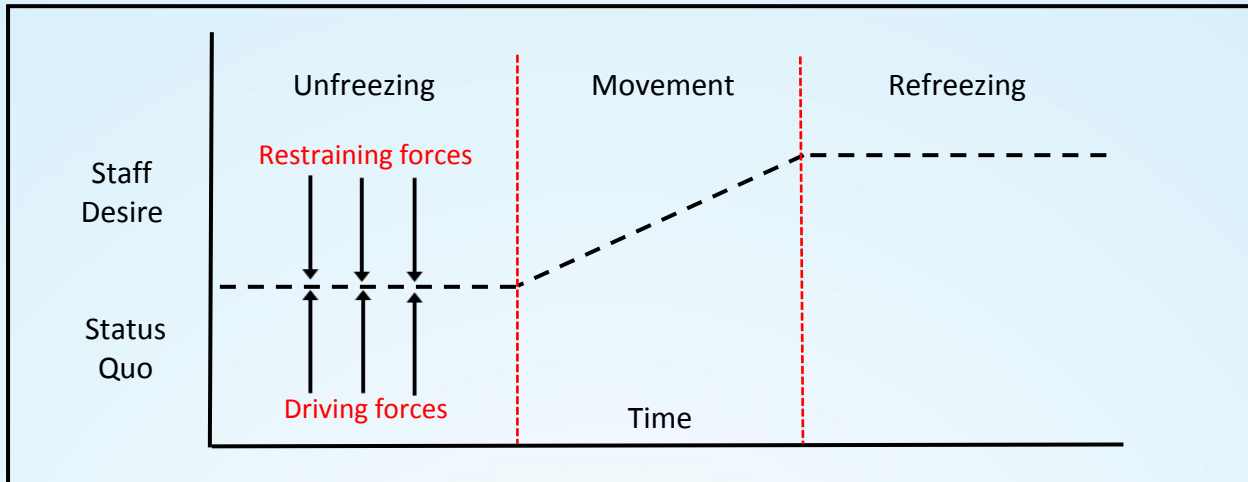 Unfreezing
Movement
Refreezing
Restraining forces
Staff
Desire
Status
Quo
Driving forces
Time